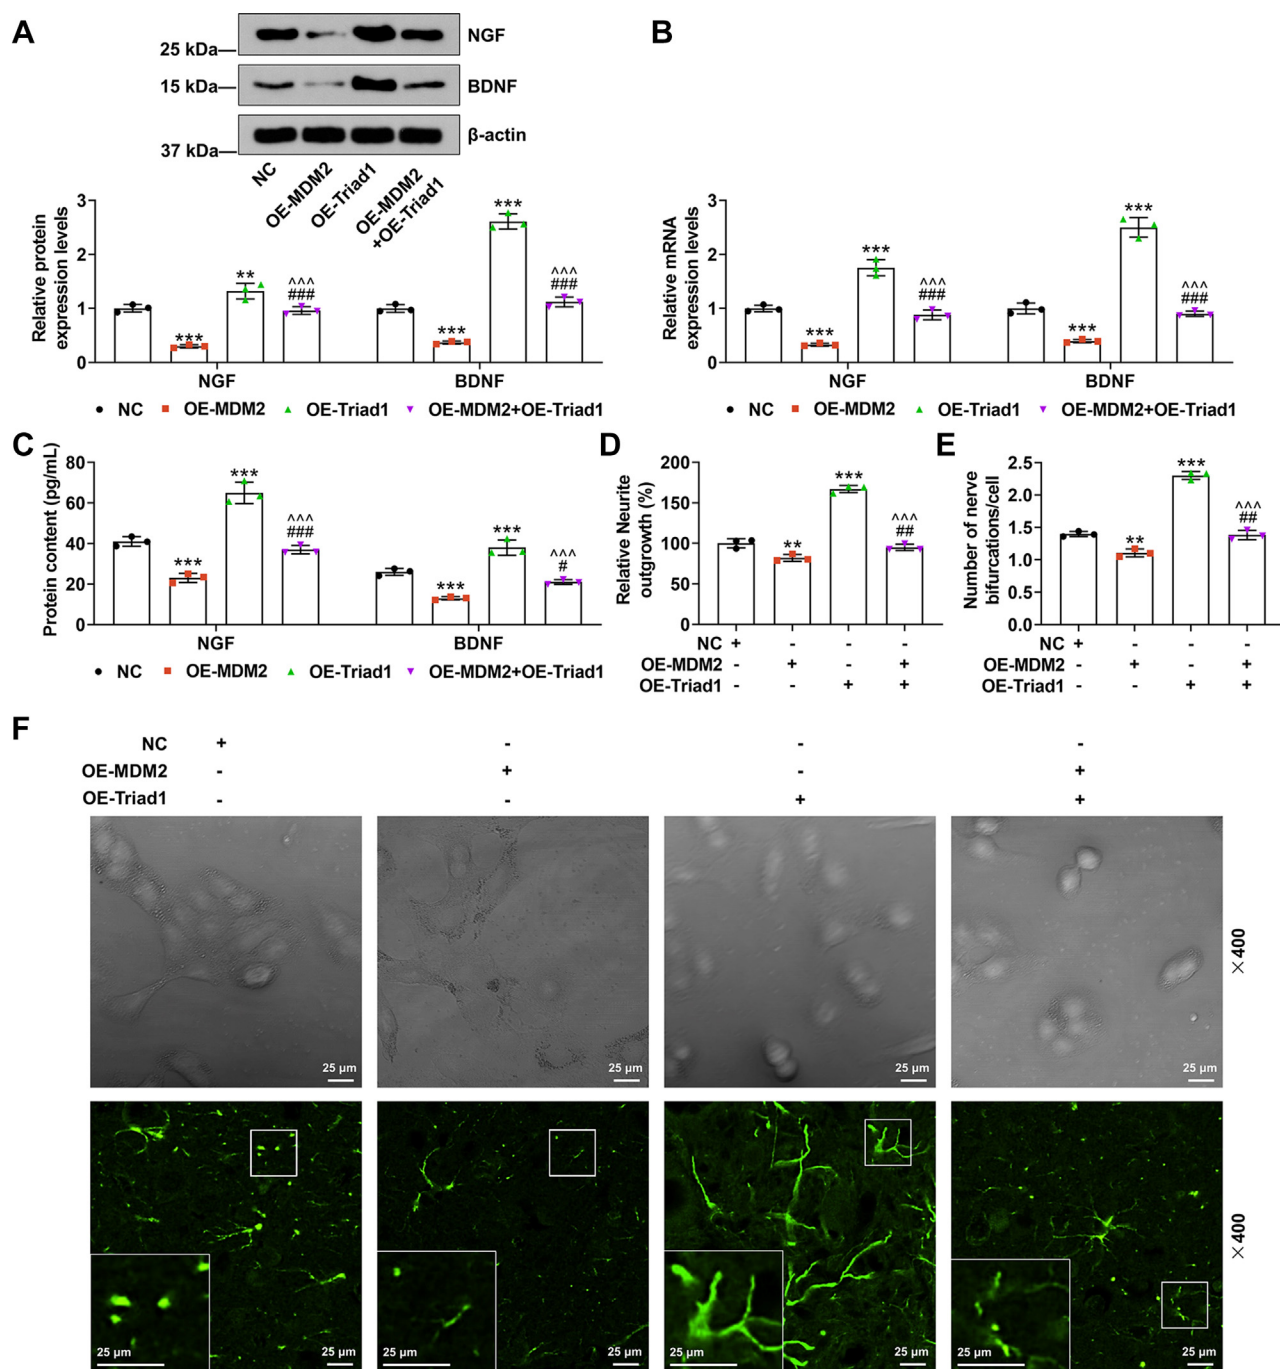 A
25 kDa
NGF
15 kDa
BDNF
37 kDa
β-actin
NC
OE-MDM2
OE-Triad1
OE-MDM2
+OE-Triad1
Relative protein
expression levels
3
2
1
0
***
**
^^^
###
***
***
^^^
###
NGF
BDNF
NC OE-MDM2 OE-Triad1 OE-MDM2+OE-Triad1
B
Relative mRNA
expression levels
3
2
1
0
***
***
^^^
###
***
***
^^^
###
NGF
BDNF
NC OE-MDM2 OE-Triad1 OE-MDM2+OE-Triad1
C
Protein content (pg/mL)
80
60
40
20
0
***
***
^^^
###
***
***
^^^
#
NGF
BDNF
NC OE-MDM2 OE-Triad1 OE-MDM2+OE-Triad1
D
Relative Neurite
outgrowth (%)
200
150
100
50
0
**
***
^^^
##
NC + - - -
OE-MDM2 - + - +
OE-Triad1 - - + +
E
Number of nerve
bifurcations/cell
2.5
2.0
1.5
1.0
0.5
0.0
**
***
^^^
##
NC + - - -
OE-MDM2 - + - +
OE-Triad1 - - + +
F
NC + - - -
OE-MDM2 - + - +
OE-Triad1 - - + +
25 μm
25 μm
25 μm
25 μm
×400
25 μm
25 μm
25 μm
25 μm
25 μm
25 μm
25 μm
25 μm
×400